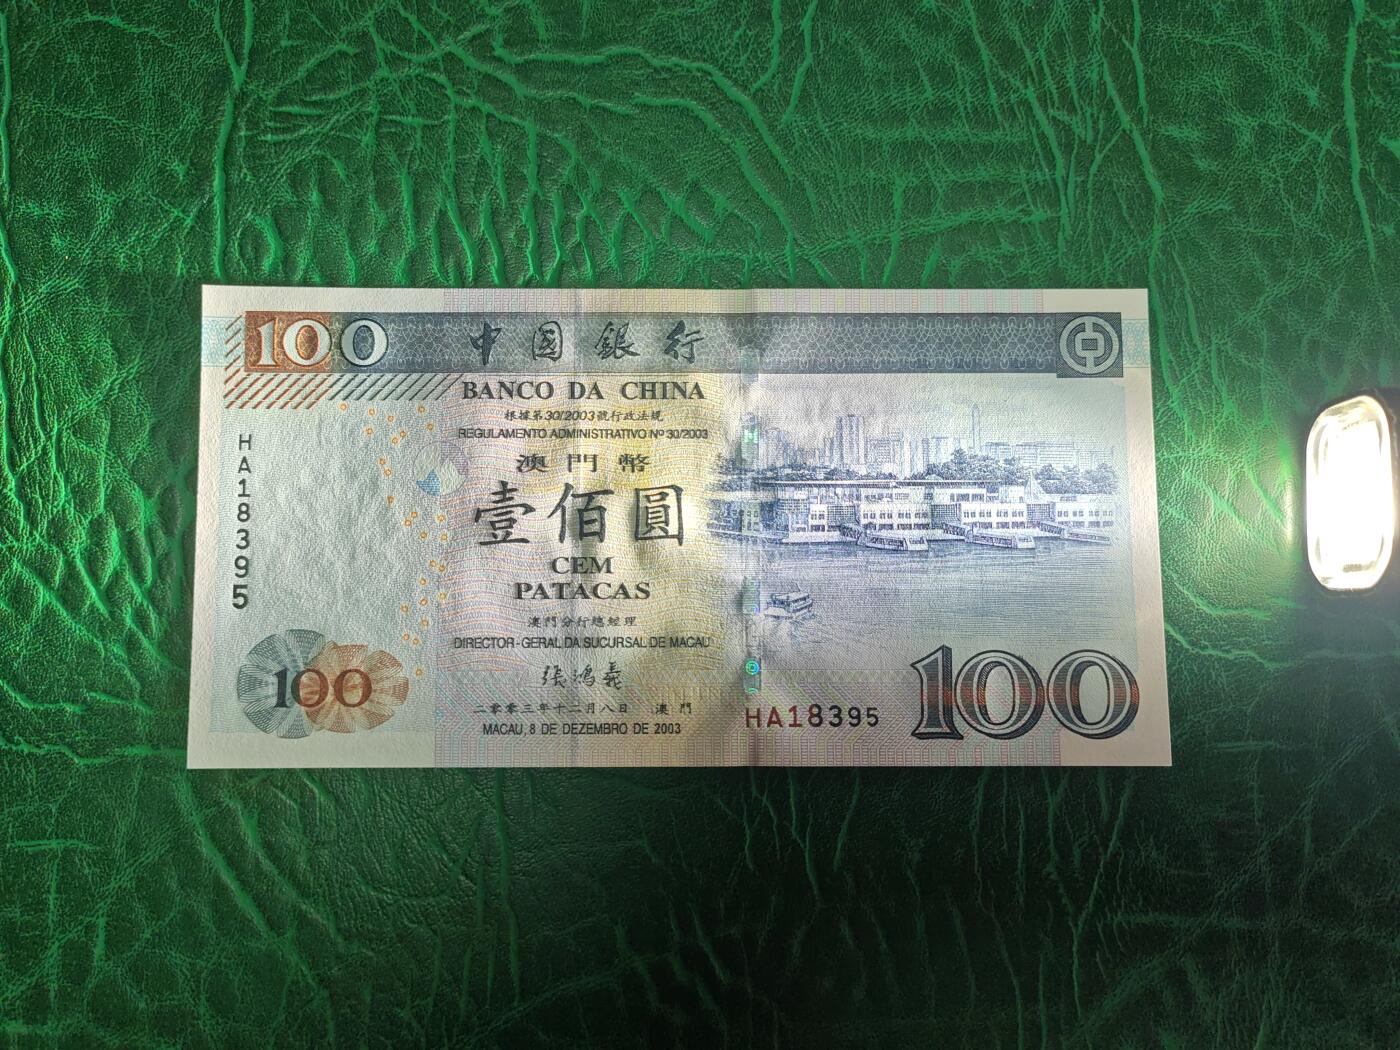 100
中國銀行
BANCO DA CHINA
根據第30/2003號行政法規
REGULAMENTO ADMINISTRATIVO Nº 30/2003
澳門幣
壹佰圓
CEM
PATACAS
澳門分行總經理
DIRECTOR-GERAL DA SUCURSAL DE MACAU
張鴻義
二零零三年十二月八日 澳門
MACAU, 8 DE DEZEMBRO DE 2003
HA18395
100
HA18395
100